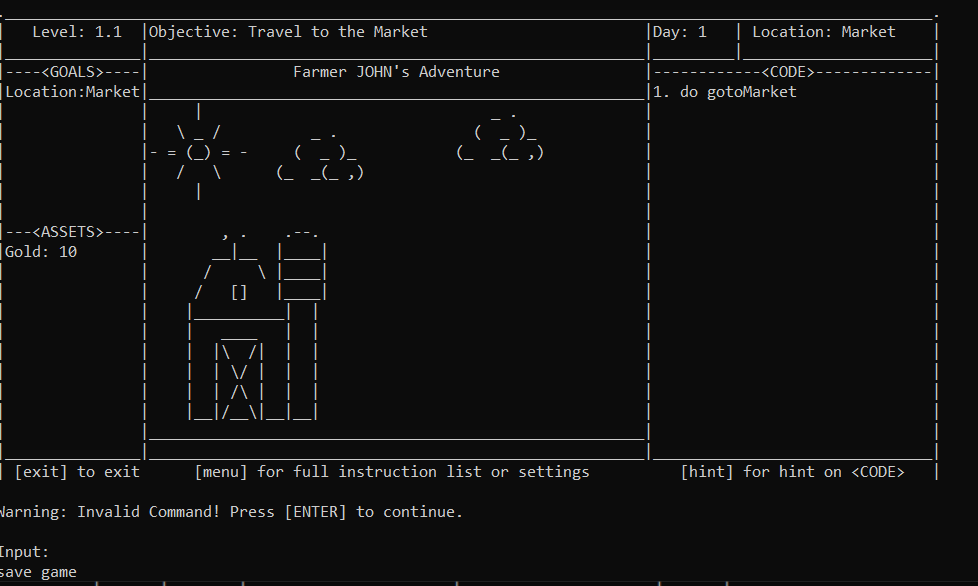 Level: 1.1 Objective: Travel to the Market Day: 1 Location: Market
----<GOALS>---- Farmer JOHN's Adventure ------------<CODE>-------------
Location:Market 1. do gotoMarket
---<ASSETS>----
Gold: 10
[exit] to exit [menu] for full instruction list or settings [hint] for hint on <CODE>
Warning: Invalid Command! Press [ENTER] to continue.
Input:
save game